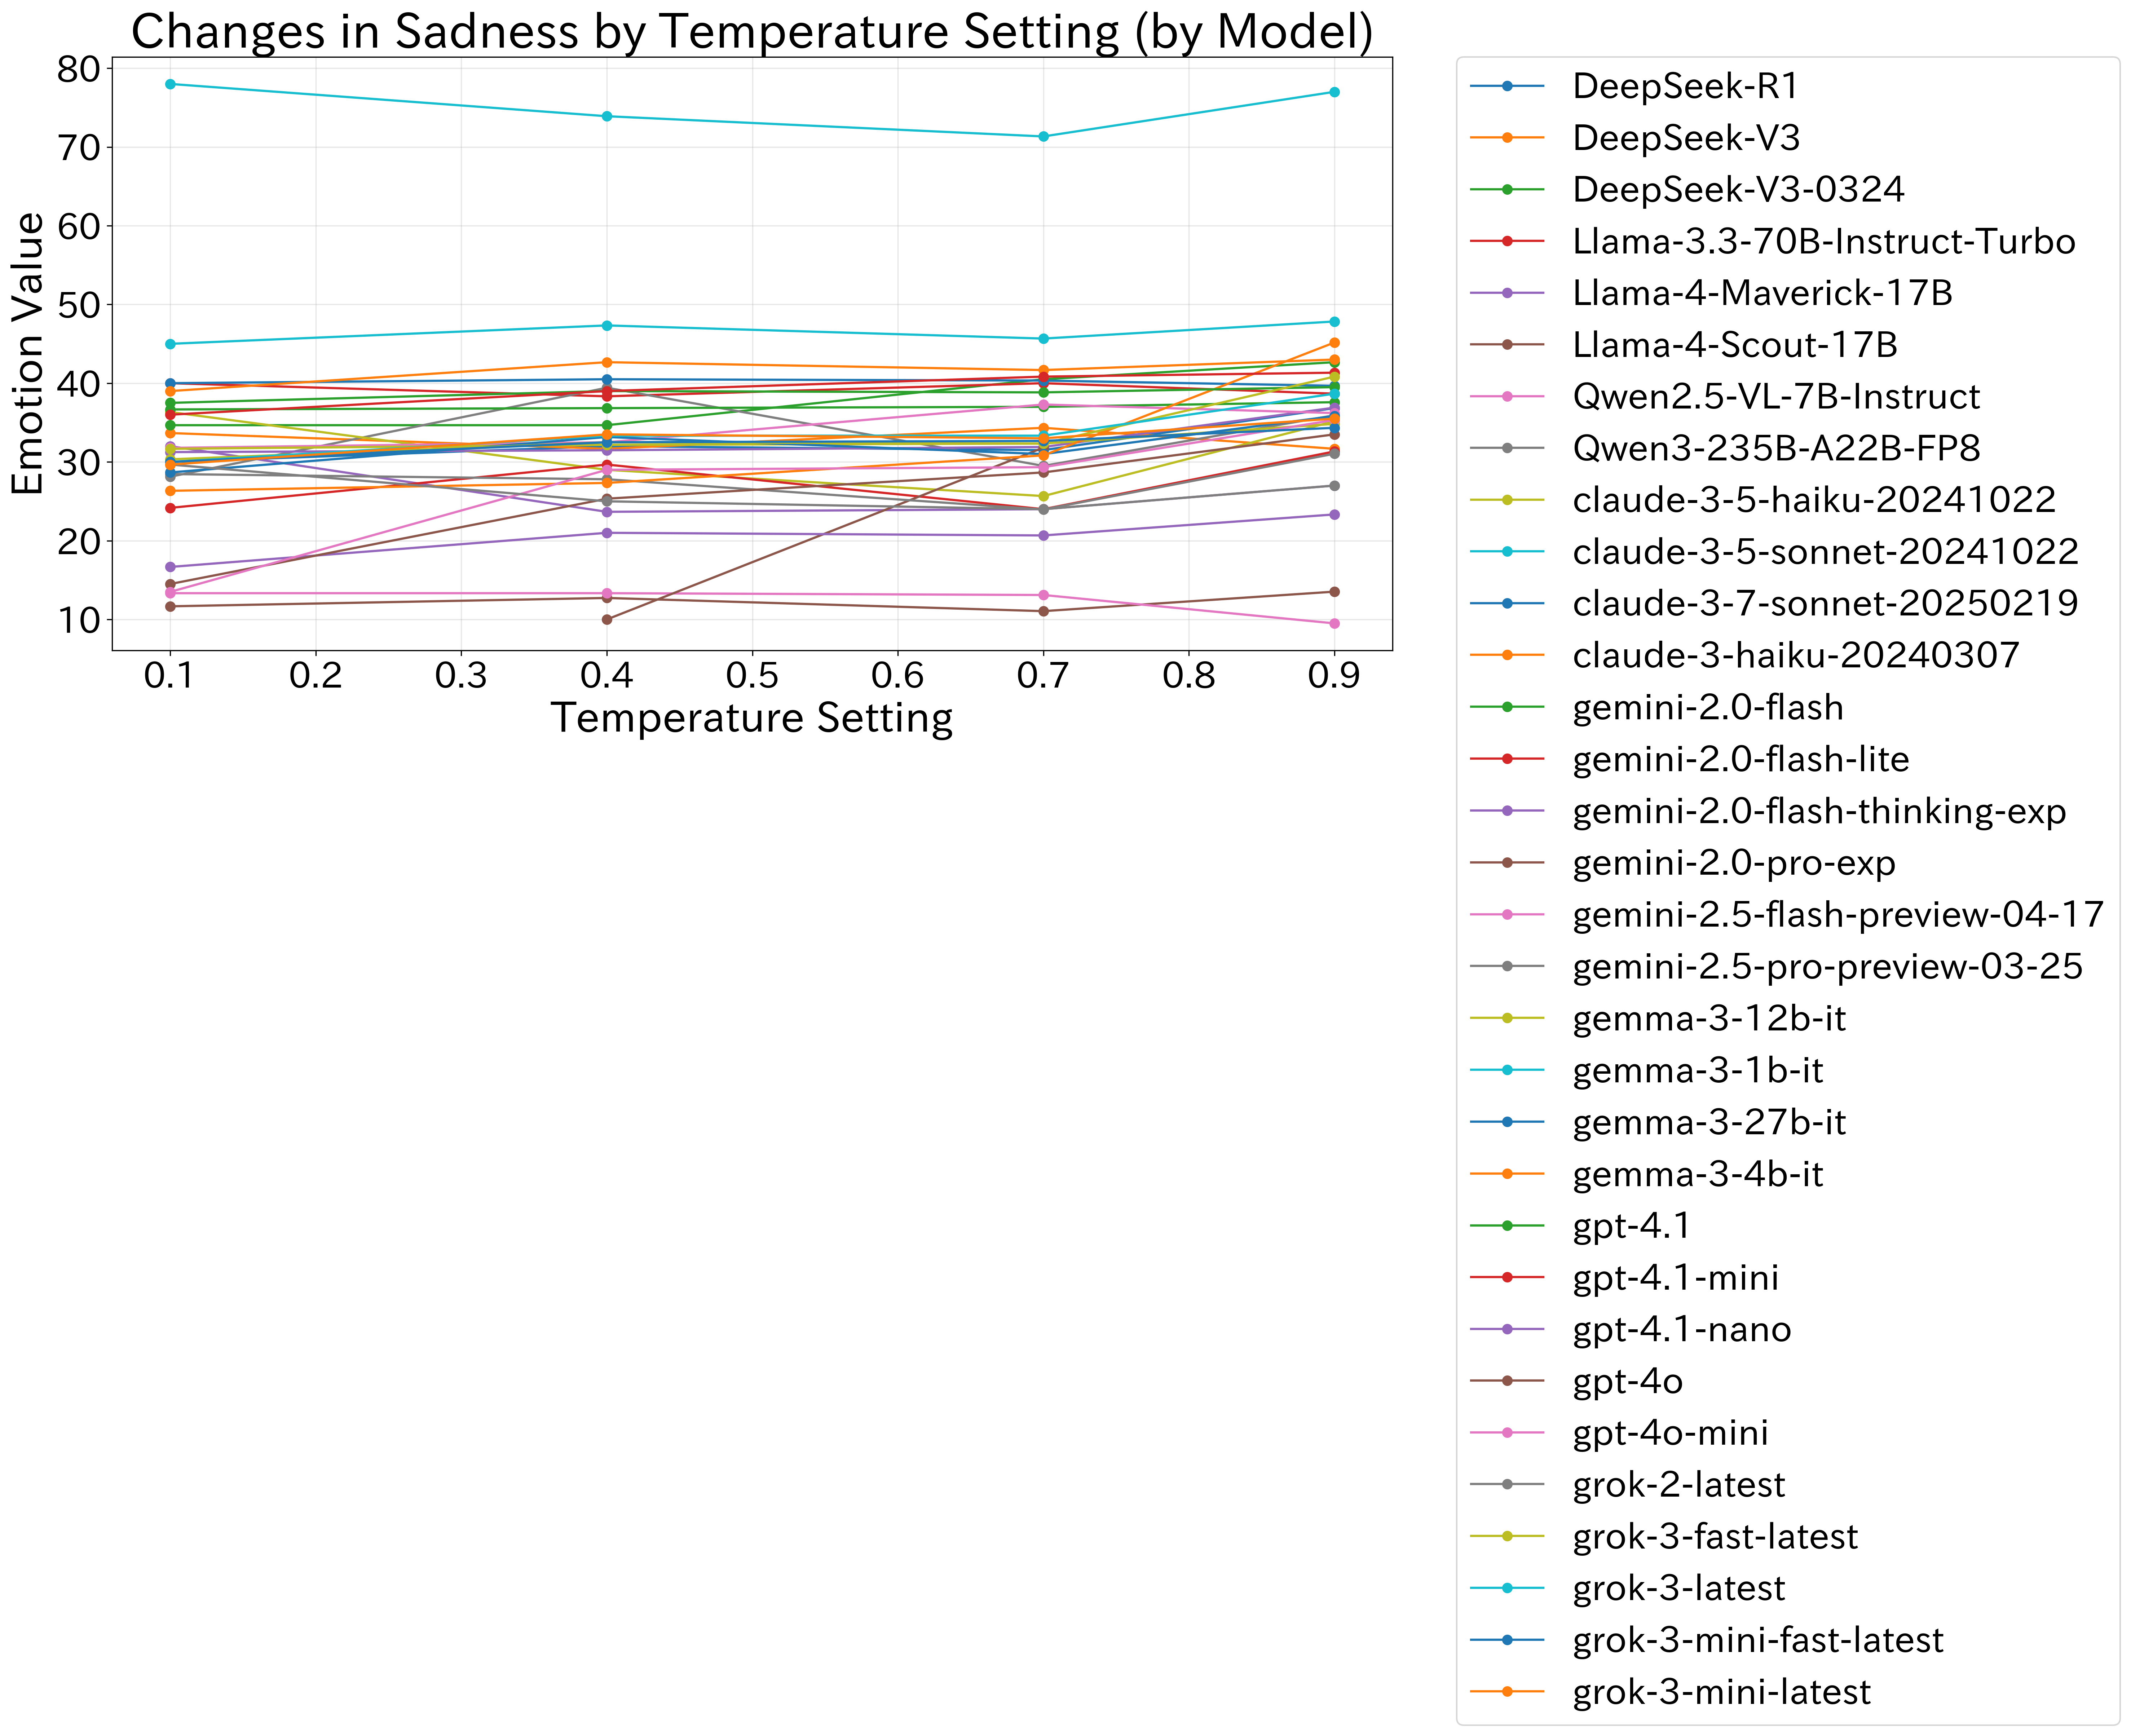 Changes in Sadness by Temperature Setting (by Model)
Emotion Value
80
70
60
50
40
30
20
10
0.1 0.2 0.3 0.4 0.5 0.6 0.7 0.8 0.9
Temperature Setting
DeepSeek-R1
DeepSeek-V3
DeepSeek-V3-0324
Llama-3.3-70B-Instruct-Turbo
Llama-4-Maverick-17B
Llama-4-Scout-17B
Qwen2.5-VL-7B-Instruct
Qwen3-235B-A22B-FP8
claude-3-5-haiku-20241022
claude-3-5-sonnet-20241022
claude-3-7-sonnet-20250219
claude-3-haiku-20240307
gemini-2.0-flash
gemini-2.0-flash-lite
gemini-2.0-flash-thinking-exp
gemini-2.0-pro-exp
gemini-2.5-flash-preview-04-17
gemini-2.5-pro-preview-03-25
gemma-3-12b-it
gemma-3-1b-it
gemma-3-27b-it
gemma-3-4b-it
gpt-4.1
gpt-4.1-mini
gpt-4.1-nano
gpt-4o
gpt-4o-mini
grok-2-latest
grok-3-fast-latest
grok-3-latest
grok-3-mini-fast-latest
grok-3-mini-latest